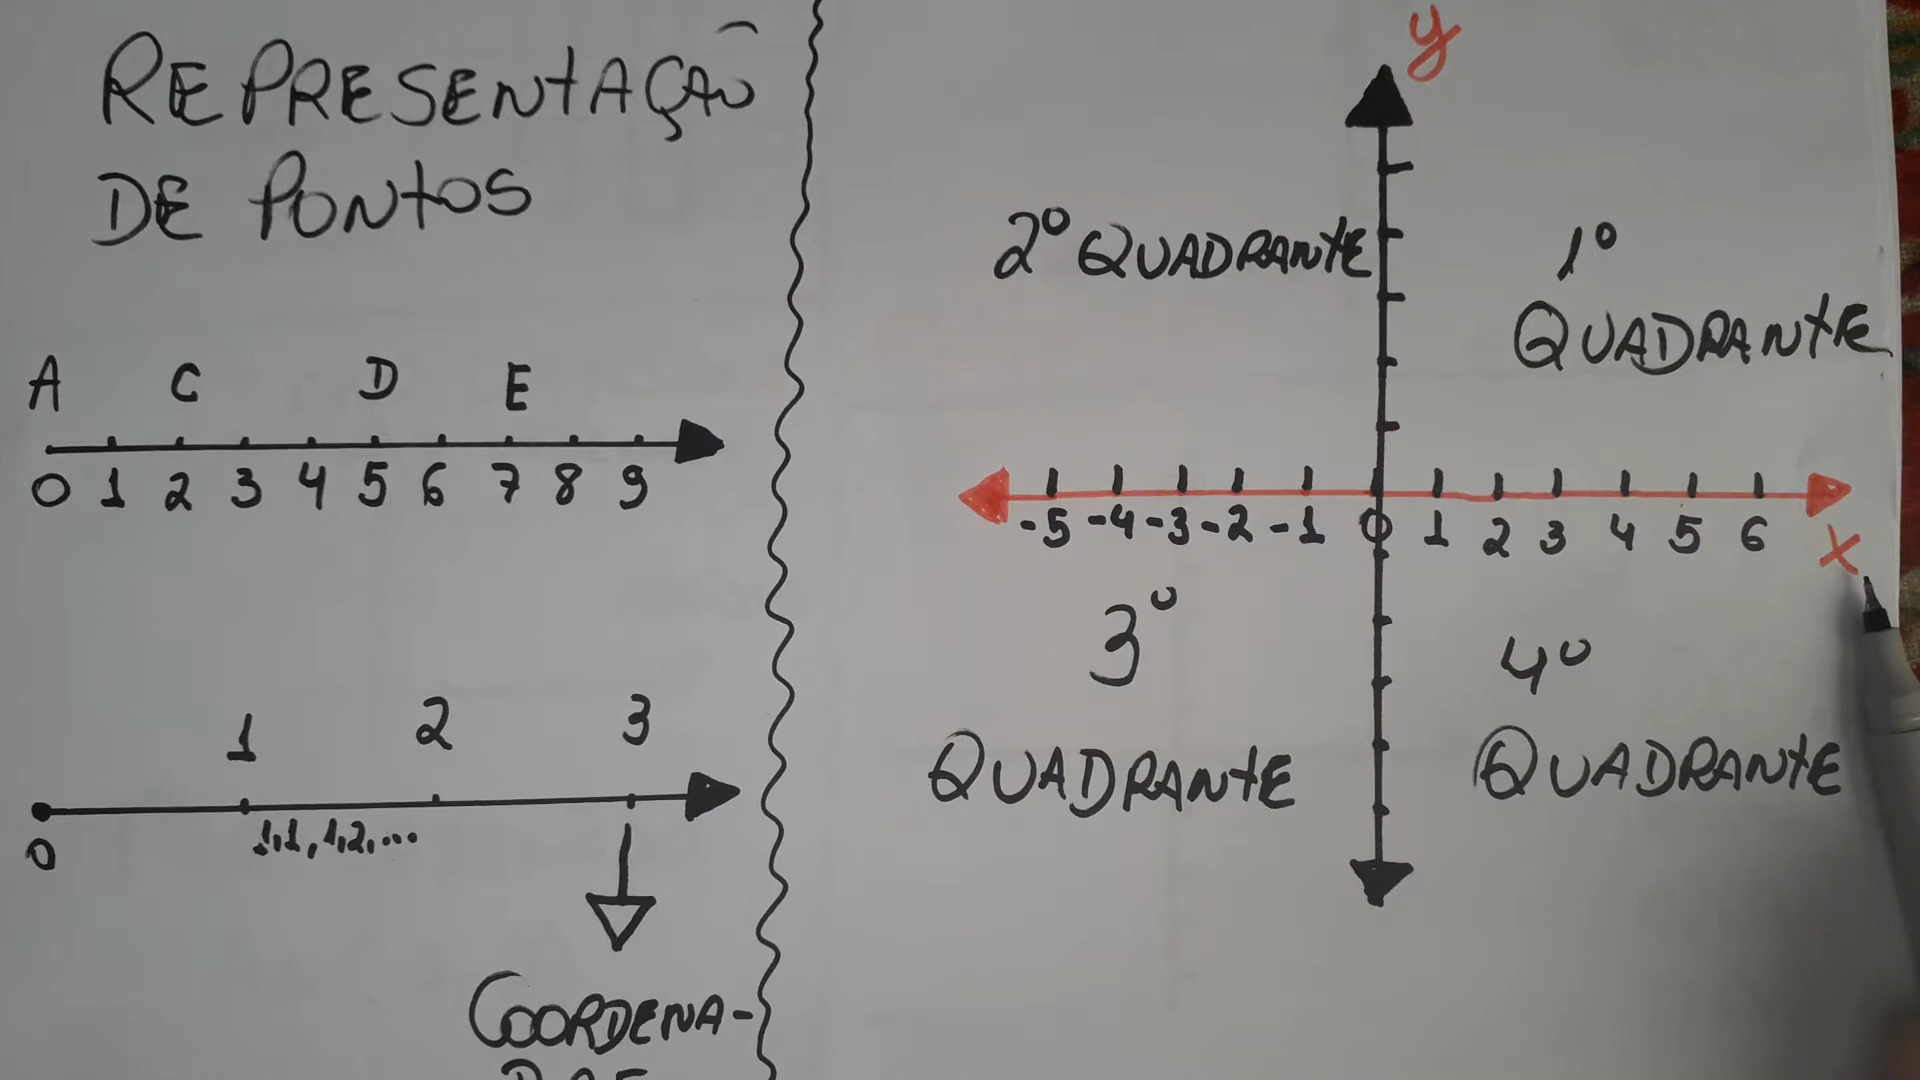 REPRESENTAÇÃO
DE PONTOS
A C D E
0 1 2 3 4 5 6 7 8 9
1 2 3
0
1,1, 1,2,...
COORDENA-
y
2º QUADRANTE
1º
QUADRANTE
-5 -4 -3 -2 -1 0 1 2 3 4 5 6
x
3º
QUADRANTE
4º
QUADRANTE